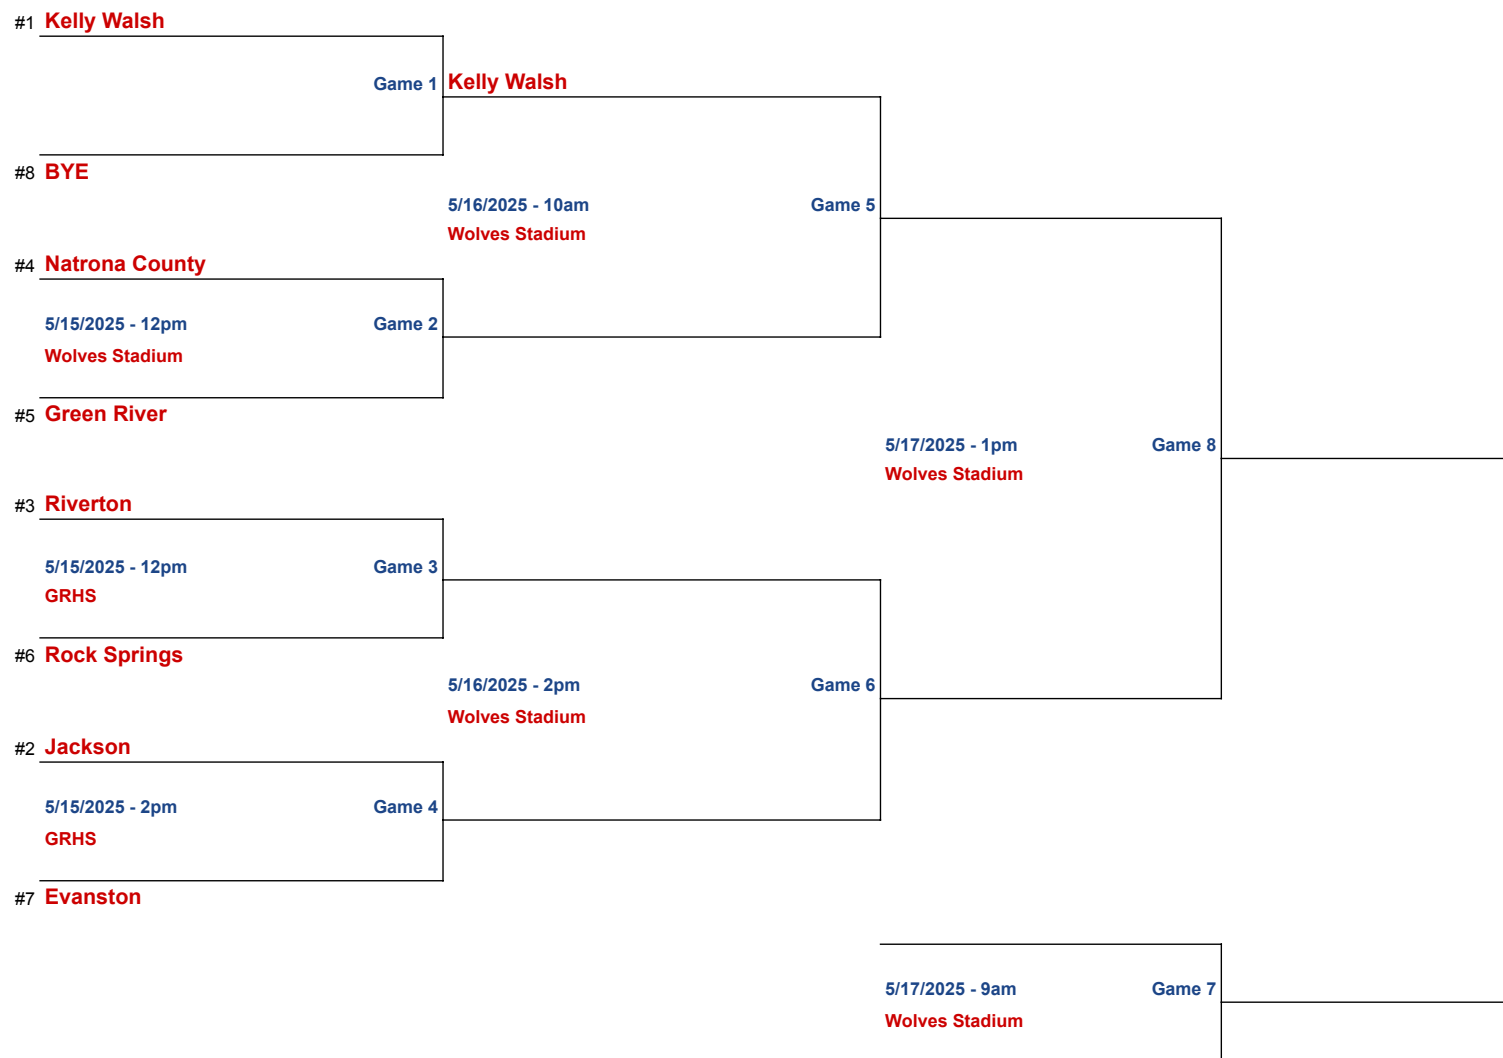 #1 Kelly Walsh
Game 1 Kelly Walsh
#8 BYE
5/16/2025 - 10am Game 5
Wolves Stadium
#4 Natrona County
5/15/2025 - 12pm Game 2
Wolves Stadium
#5 Green River
5/17/2025 - 1pm Game 8
Wolves Stadium
#3 Riverton
5/15/2025 - 12pm Game 3
GRHS
#6 Rock Springs
5/16/2025 - 2pm Game 6
Wolves Stadium
#2 Jackson
5/15/2025 - 2pm Game 4
GRHS
#7 Evanston
5/17/2025 - 9am Game 7
Wolves Stadium